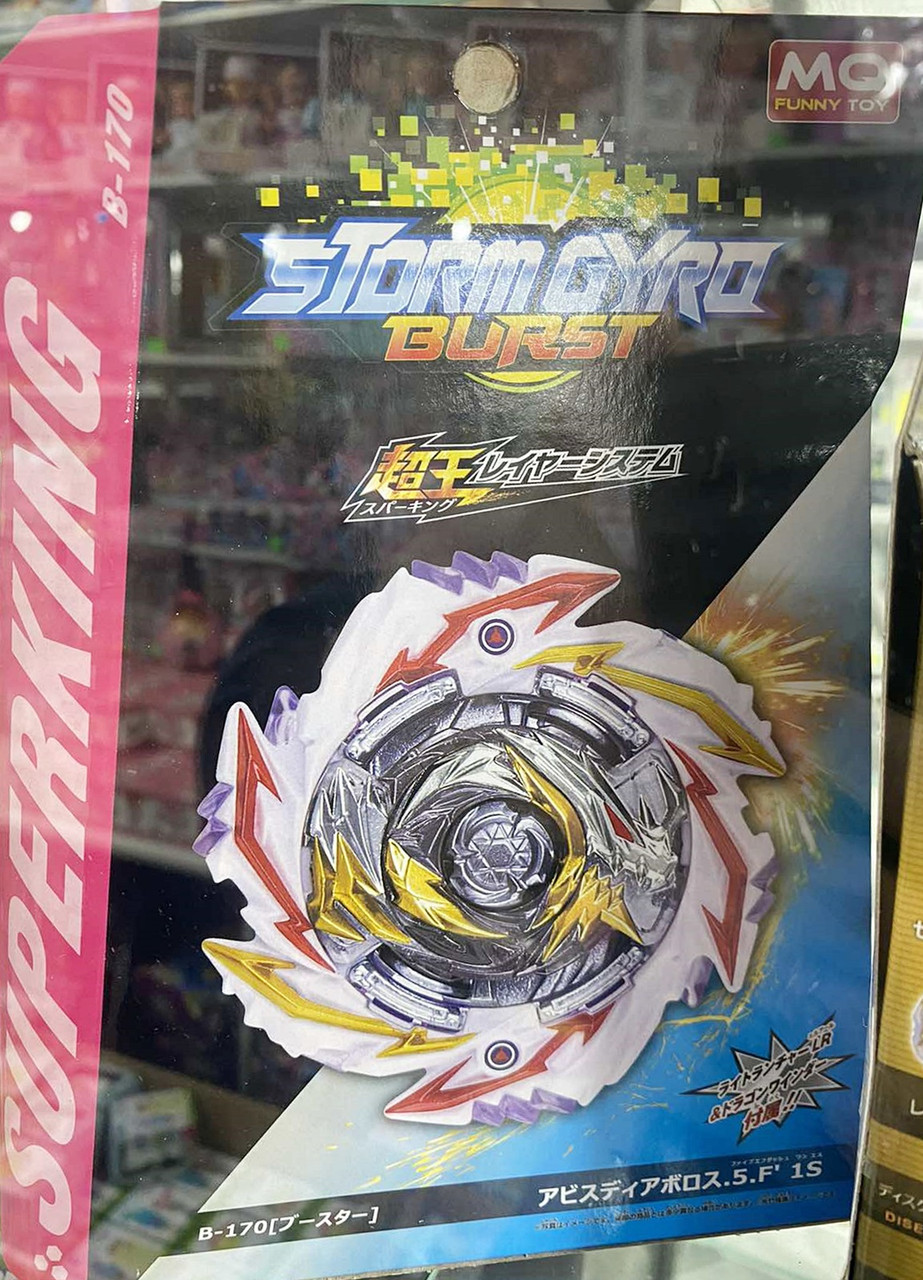 MQ
FUNNY TOY
B-170
SUPERKING
STORM GYRO
BURST
超王レイヤーシステム
スパーキング
ライトランチャーLR
&ドラゴンワインダー
付属!!
ファイブエフダッシュ ワン エス
アビスディアボロス.5.F' 1S
B-170[ブースター]
ディス
DIS